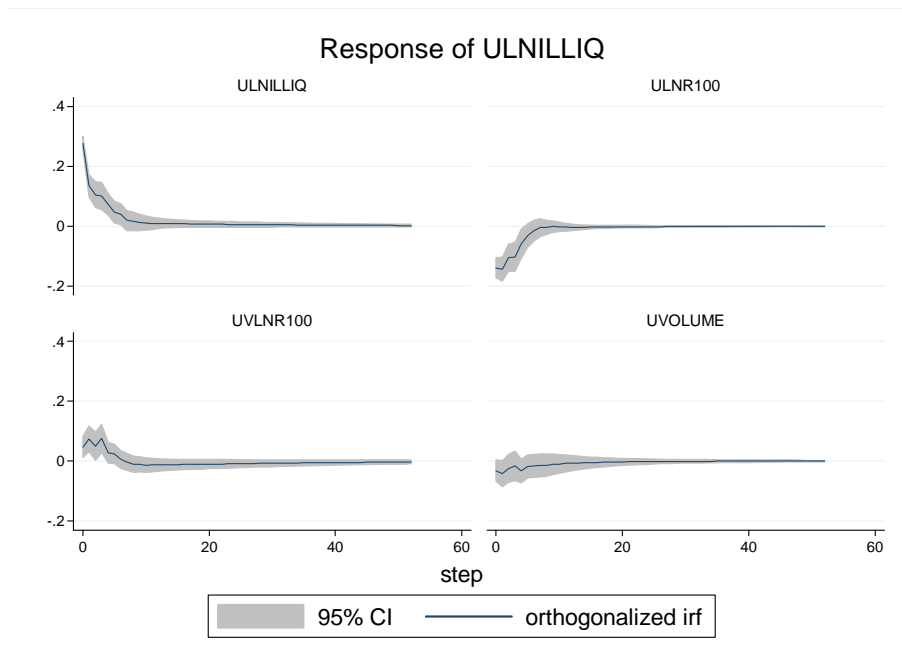 Response of ULNILLIQ
ULNILLIQ
ULNR100
.4
.2
0
-.2
UVLNR100
UVOLUME
.4
.2
0
-.2
0 20 40 60
0 20 40 60
step
95% CI orthogonalized irf